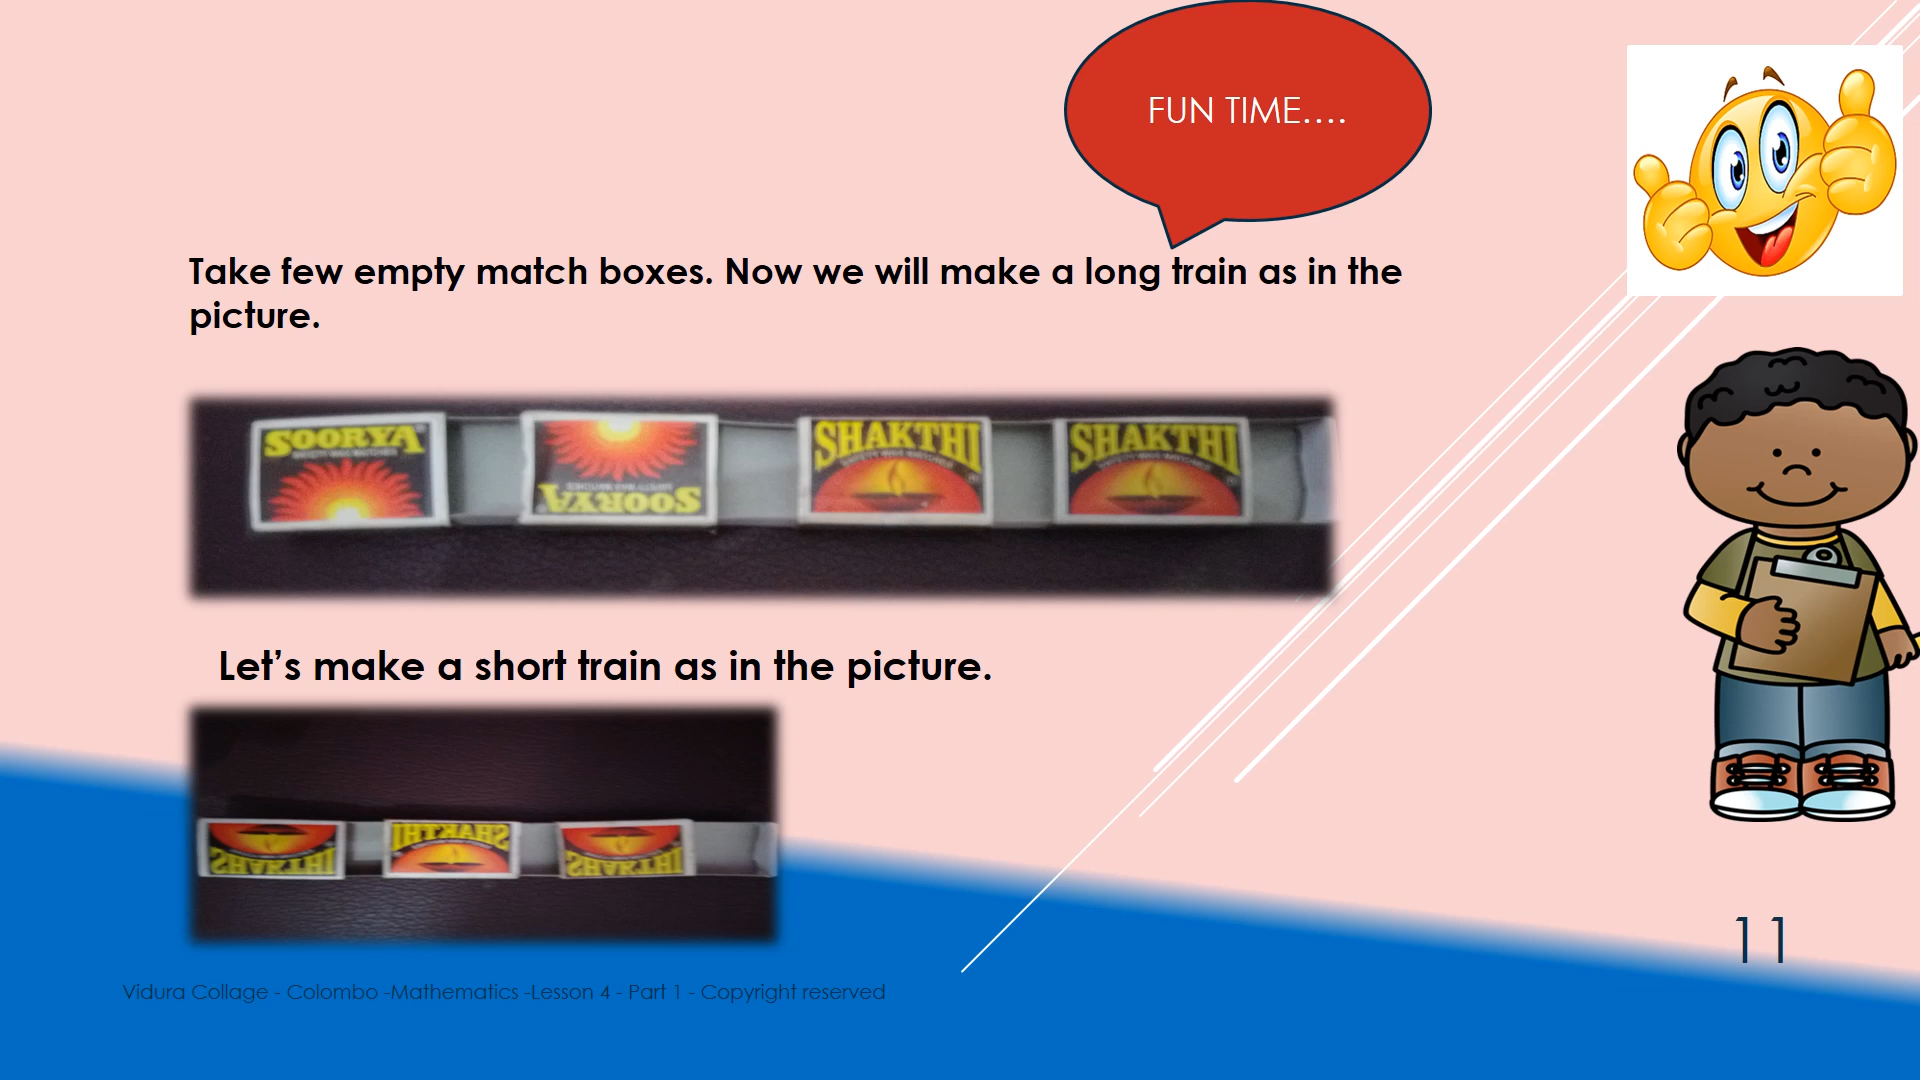 FUN TIME....
Take few empty match boxes. Now we will make a long train as in the
picture.
SOORYA
SOORYA
SHAKTHI
SHAKTHI
Let’s make a short train as in the picture.
SHAKTHI
SHAKTHI
SHAKTHI
11
Vidura Collage - Colombo -Mathematics -Lesson 4 - Part 1 - Copyright reserved